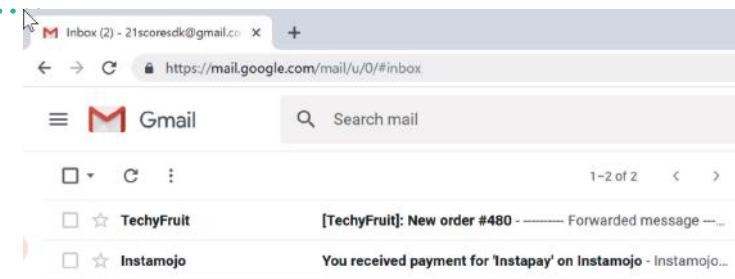 Inbox (2) - 21scoresdk@gmail.co
https://mail.google.com/mail/u/0/#inbox
Gmail Search mail
1–2 of 2
TechyFruit [TechyFruit]: New order #480 - ---------- Forwarded message ---...
Instamojo You received payment for 'Instapay' on Instamojo - Instamojo...